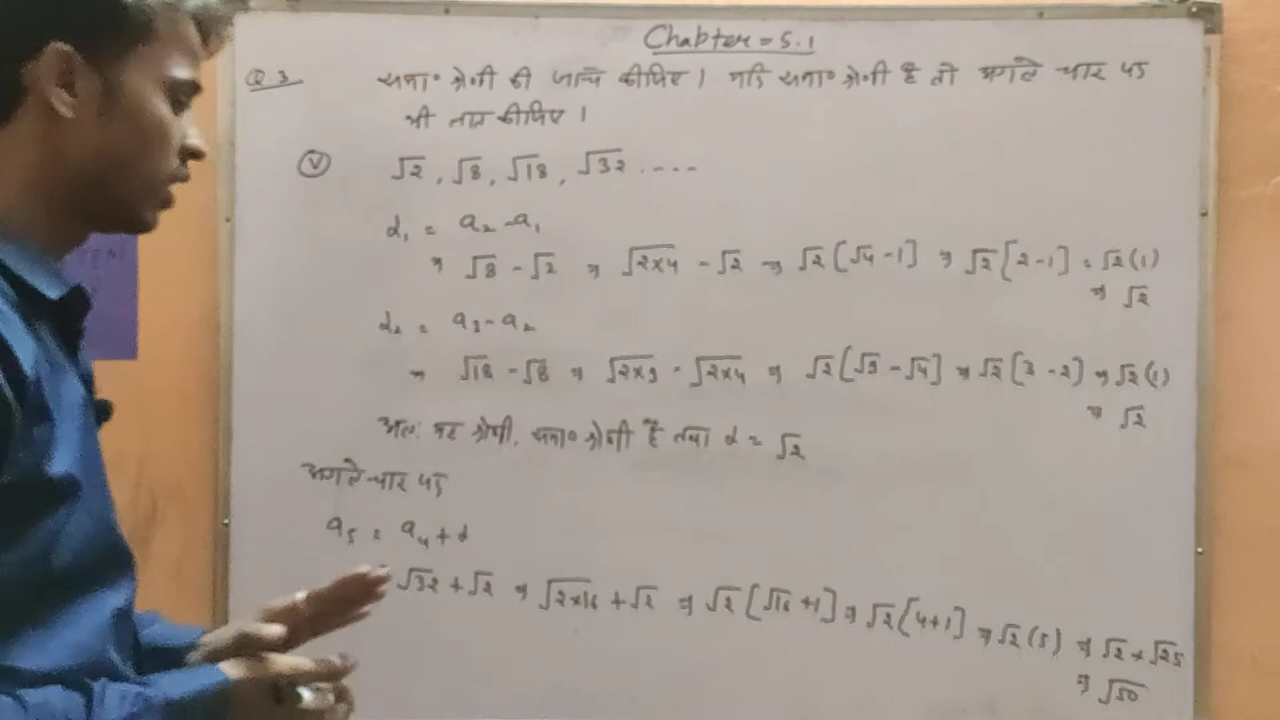 Chapter = 5.1
Q.3 समा० श्रेणी की जांच कीजिए। यदि समा० श्रेणी है तो अगले चार पद
भी ज्ञात कीजिए।
(V) √2, √8, √18, √32 ....
d₁ = a₂ - a₁
⇒ √8 - √2 ⇒ √2×4 - √2 ⇒ √2[√4 - 1] ⇒ √2[2-1] = √2(1)
⇒ √2
d₂ = a₃ - a₂
⇒ √18 - √8 ⇒ √2×9 - √2×4 ⇒ √2[√9 - √4] ⇒ √2[3-2] ⇒ √2(1)
⇒ √2
अतः यह श्रेणी, समा० श्रेणी है तथा d = √2
अगले चार पद
a₅ = a₄ + d
√32 + √2 ⇒ √2×16 + √2 ⇒ √2[√16 + 1] ⇒ √2[4+1] ⇒ √2(5) ⇒ √2 × √25
⇒ √50